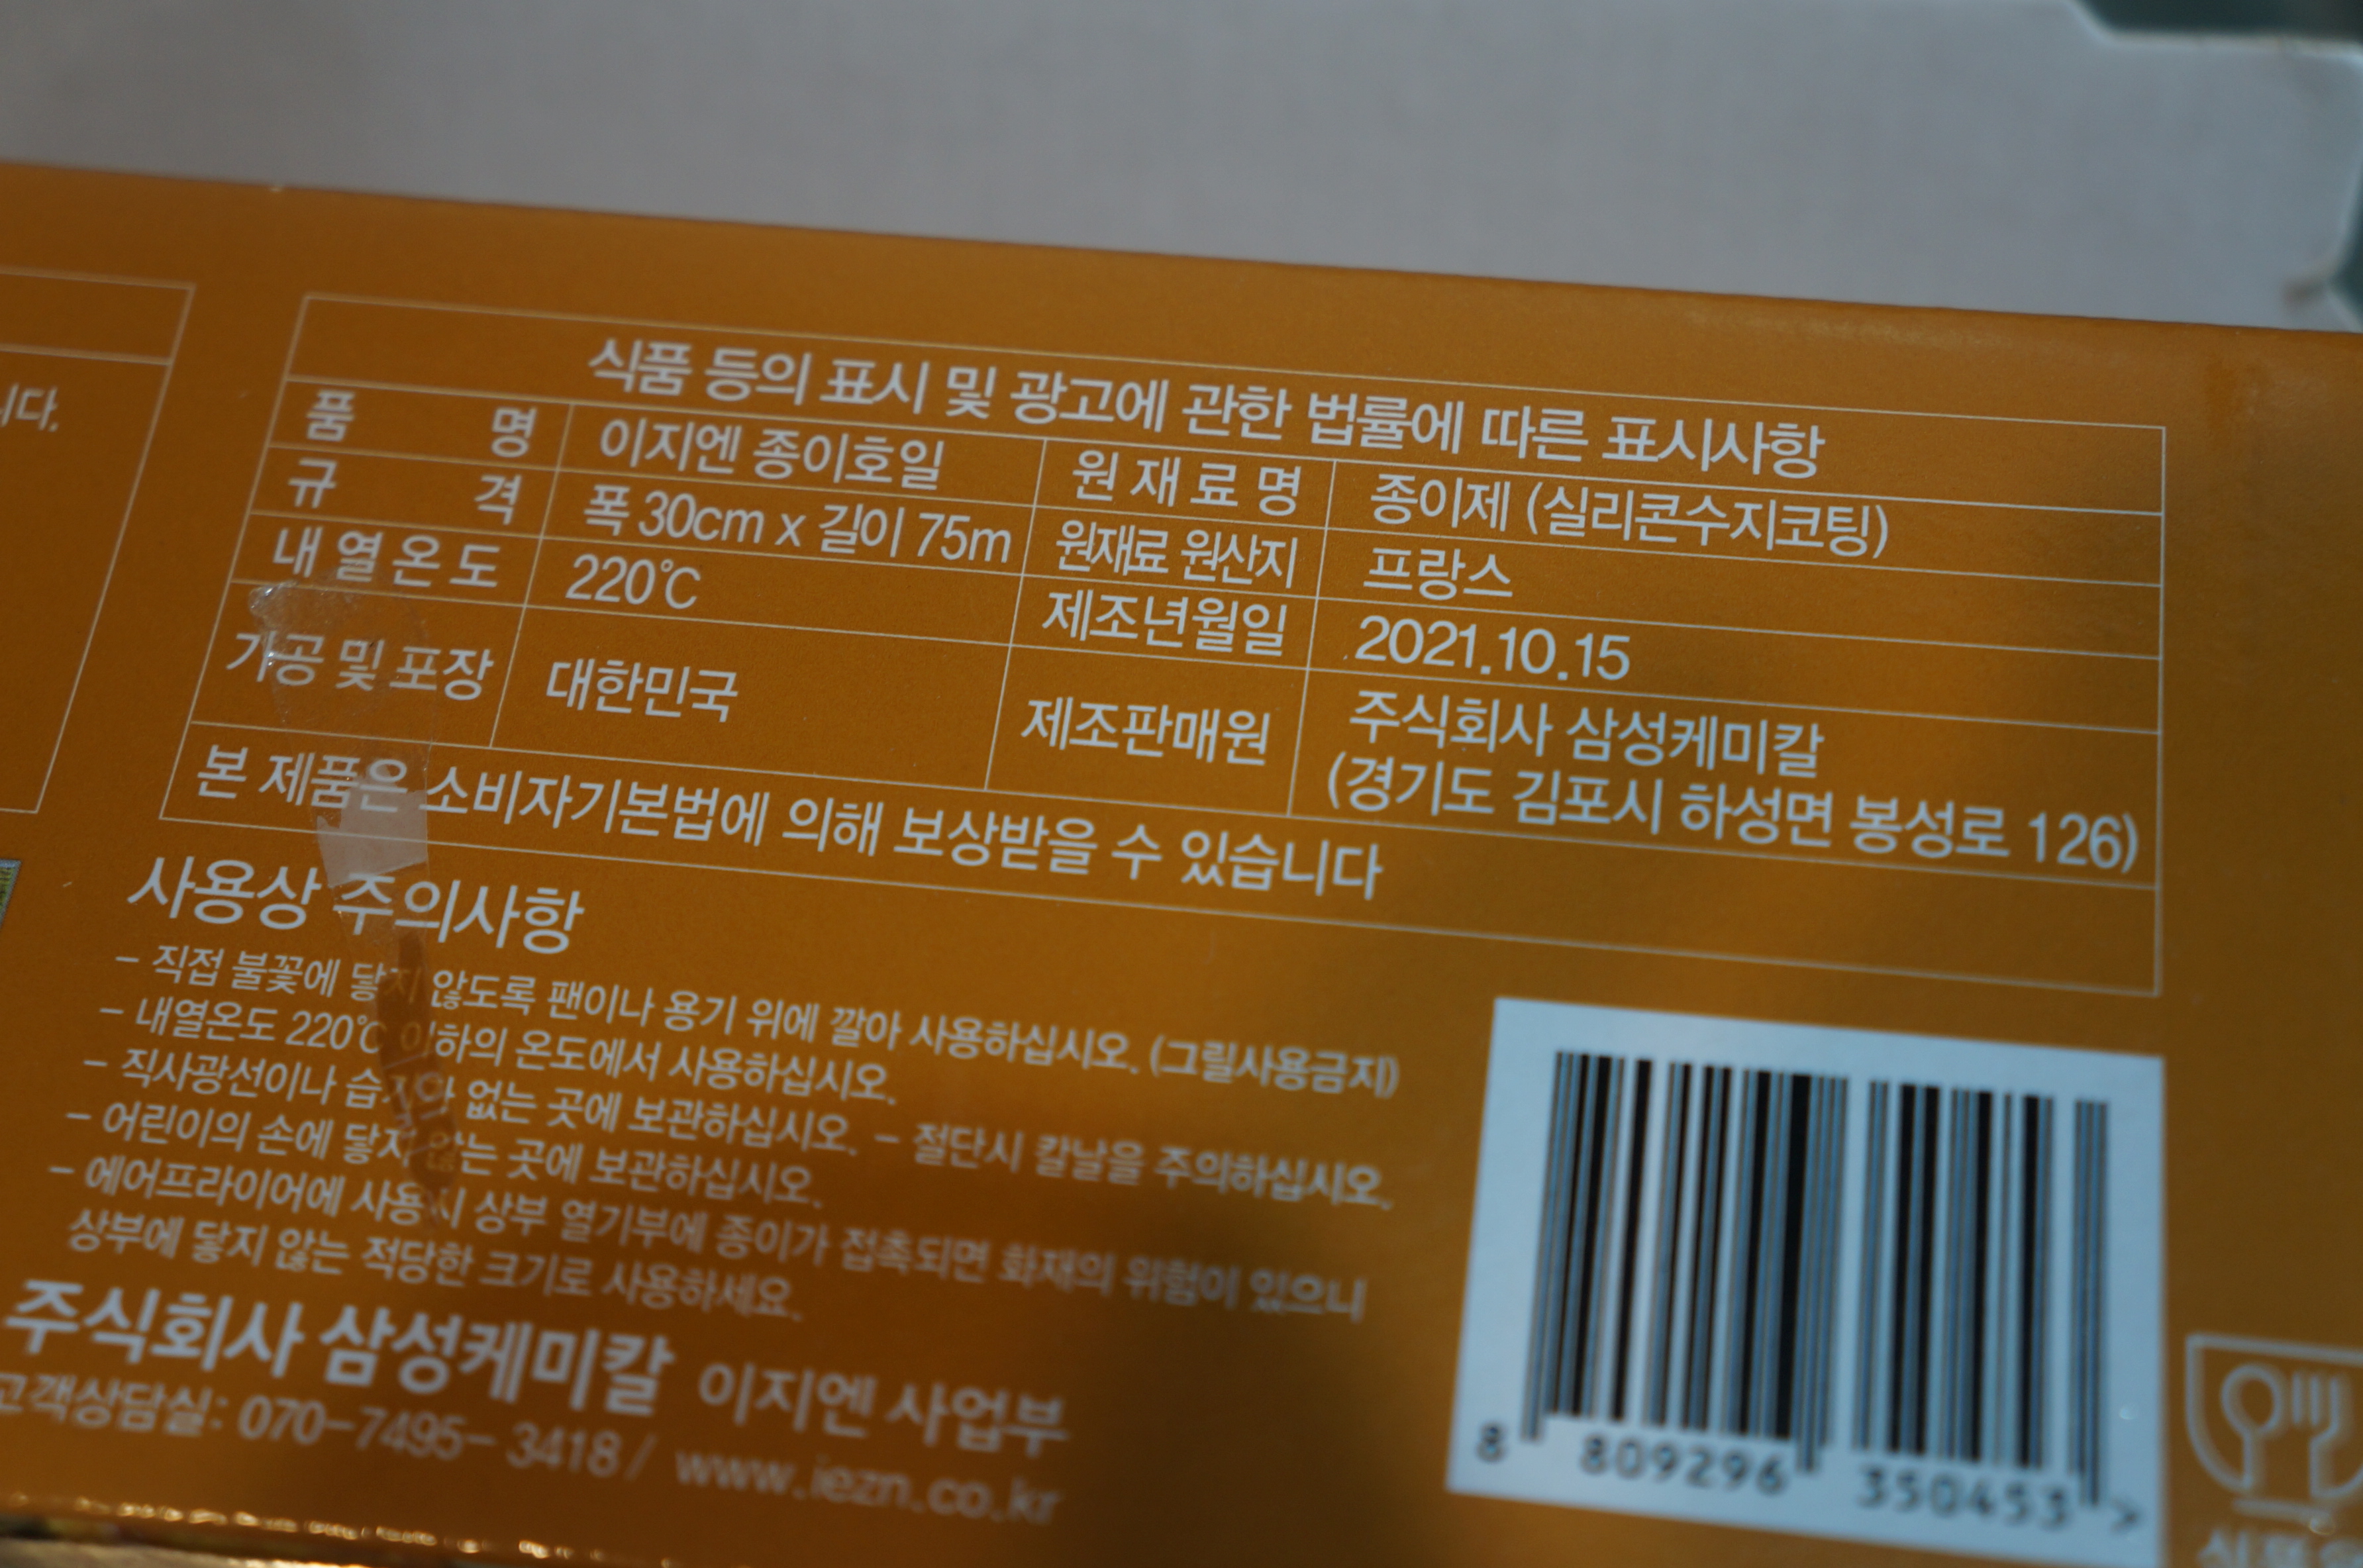 니다.
식품 등의 표시 및 광고에 관한 법률에 따른 표시사항
품 명 이지엔 종이호일 원 재 료 명 종이제 (실리콘수지코팅)
규 격 폭 30cm x 길이 75m 원재료 원산지 프랑스
내 열 온 도 220℃ 제조년월일 2021.10.15
가공 및 포장 대한민국 제조판매원 주식회사 삼성케미칼
(경기도 김포시 하성면 봉성로 126)
본 제품은 소비자기본법에 의해 보상받을 수 있습니다
사용상 주의사항
- 직접 불꽃에 닿지 않도록 팬이나 용기 위에 깔아 사용하십시오. (그릴사용금지)
- 내열온도 220℃ 이하의 온도에서 사용하십시오.
- 직사광선이나 습기가 없는 곳에 보관하십시오. - 절단시 칼날을 주의하십시오.
- 어린이의 손에 닿지 않는 곳에 보관하십시오.
- 에어프라이어에 사용시 상부 열기부에 종이가 접촉되면 화재의 위험이 있으니
상부에 닿지 않는 적당한 크기로 사용하세요.
주식회사 삼성케미칼 이지엔 사업부
고객상담실: 070-7495-3418 / www.iezn.co.kr
8 809296 350453 >